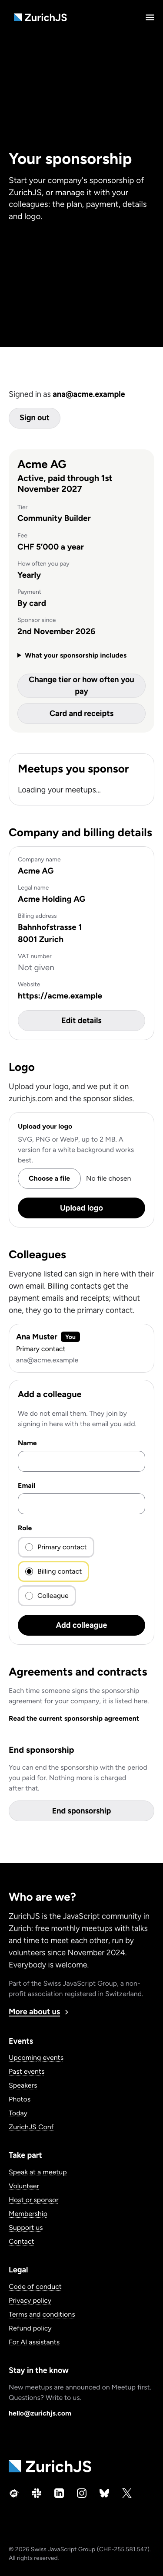 ZurichJS
Your sponsorship
Start your company's sponsorship of
ZurichJS, or manage it with your
colleagues: the plan, payment, details
and logo.
Signed in as ana@acme.example
Sign out
Acme AG
Active, paid through 1st
November 2027
Tier
Community Builder
Fee
CHF 5'000 a year
How often you pay
Yearly
Payment
By card
Sponsor since
2nd November 2026
What your sponsorship includes
Change tier or how often you
pay
Card and receipts
Meetups you sponsor
Loading your meetups...
Company and billing details
Company name
Acme AG
Legal name
Acme Holding AG
Billing address
Bahnhofstrasse 1
8001 Zurich
VAT number
Not given
Website
https://acme.example
Edit details
Logo
Upload your logo, and we put it on
zurichjs.com and the sponsor slides.
Upload your logo
SVG, PNG or WebP, up to 2 MB. A
version for a white background works
best.
Choose a file No file chosen
Upload logo
Colleagues
Everyone listed can sign in here with their
own email. Billing contacts get the
payment emails and receipts; without
one, they go to the primary contact.
Ana Muster You
Primary contact
ana@acme.example
Add a colleague
We do not email them. They join by
signing in here with the email you add.
Name
Email
Role
Primary contact
Billing contact
Colleague
Add colleague
Agreements and contracts
Each time someone signs the sponsorship
agreement for your company, it is listed here.
Read the current sponsorship agreement
End sponsorship
You can end the sponsorship with the period
you paid for. Nothing more is charged
after that.
End sponsorship
Who are we?
ZurichJS is the JavaScript community in
Zurich: free monthly meetups with talks
and time to meet each other, run by
volunteers since November 2024.
Everybody is welcome.
Part of the Swiss JavaScript Group, a non-
profit association registered in Switzerland.
More about us
Events
Upcoming events
Past events
Speakers
Photos
Today
ZurichJS Conf
Take part
Speak at a meetup
Volunteer
Host or sponsor
Membership
Support us
Contact
Legal
Code of conduct
Privacy policy
Terms and conditions
Refund policy
For AI assistants
Stay in the know
New meetups are announced on Meetup first.
Questions? Write to us.
hello@zurichjs.com
ZurichJS
© 2026 Swiss JavaScript Group (CHE-255.581.547).
All rights reserved.